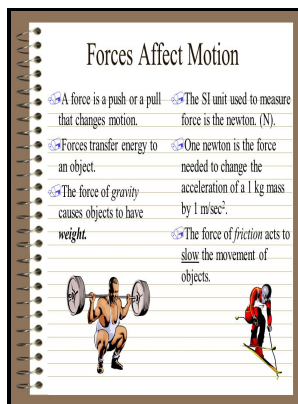 Forces Affect Motion
A force is a push or a pull
that changes motion.
Forces transfer energy to
an object.
The force of gravity
causes objects to have
weight.
The SI unit used to measure
force is the newton. (N).
One newton is the force
needed to change the
acceleration of a 1 kg mass
by 1 m/sec².
The force of friction acts to
slow the movement of
objects.